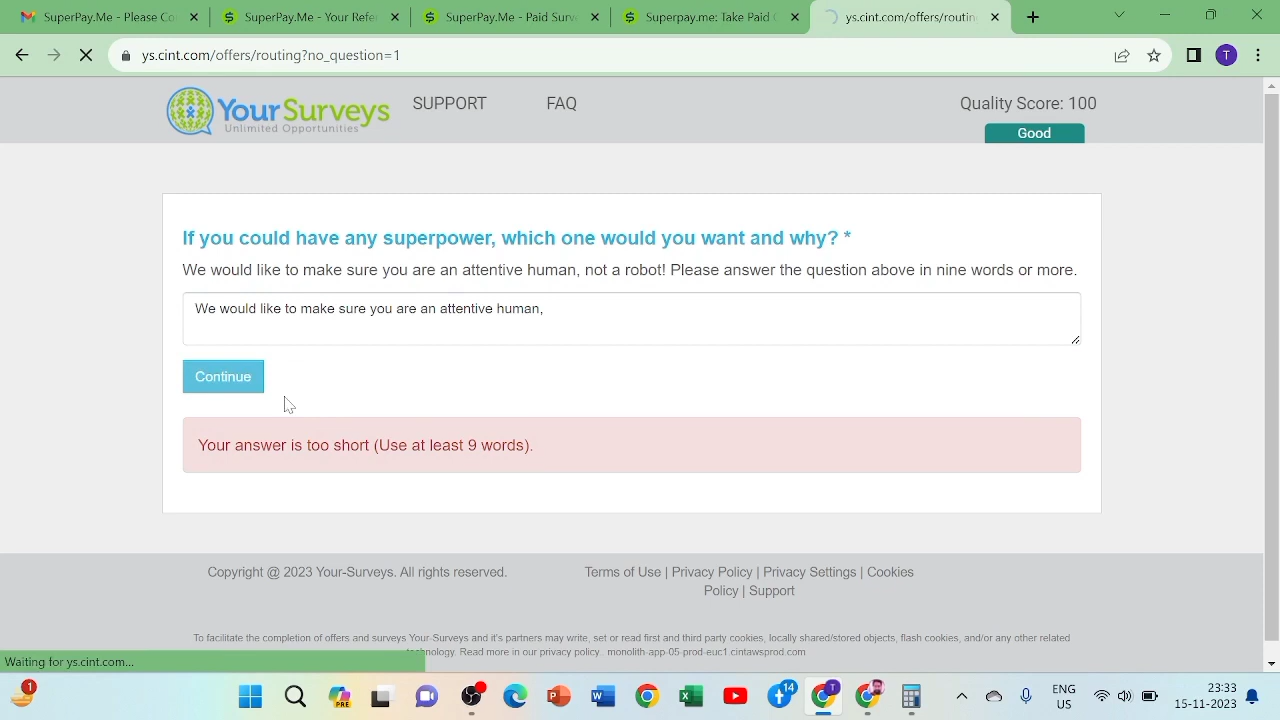 SuperPay.Me - Please Co
SuperPay.Me - Your Refer
SuperPay.Me - Paid Surv
Superpay.me: Take Paid
ys.cint.com/offers/routin
ys.cint.com/offers/routing?no_question=1
T
YourSurveys
Unlimited Opportunities
SUPPORT
FAQ
Quality Score: 100
Good
If you could have any superpower, which one would you want and why? *
We would like to make sure you are an attentive human, not a robot! Please answer the question above in nine words or more.
We would like to make sure you are an attentive human,
Continue
Your answer is too short (Use at least 9 words).
Copyright @ 2023 Your-Surveys. All rights reserved.
Terms of Use | Privacy Policy | Privacy Settings | Cookies
Policy | Support
To facilitate the completion of offers and surveys Your-Surveys and it's partners may write, set or read first and third party cookies, locally shared/stored objects, flash cookies, and/or any other related
technology. Read more in our privacy policy.. monolith-app-05-prod-euc1.cintawsprod.com
Waiting for ys.cint.com...
1
PRE
14
T
ENG
US
23:33
15-11-2023